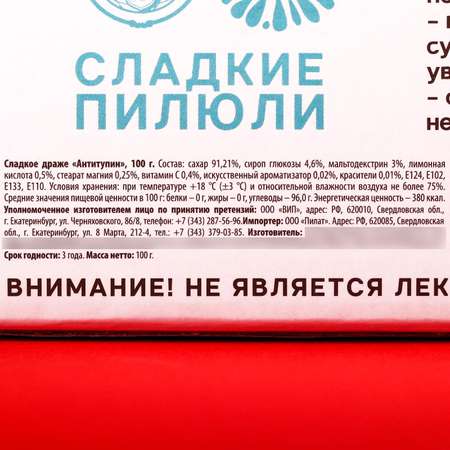 СЛАДКИЕ
ПИЛЮЛИ
– 
су
ув
– 
не
Сладкое драже «Антитупин», 100 г. Состав: сахар 91,21%, сироп глюкозы 4,6%, мальтодекстрин 3%, лимонная
кислота 0,5%, стеарат магния 0,25%, витамин С 0,4%, искусственный ароматизатор 0,02%, красители 0,01%, Е124, Е102,
Е133, Е110. Условия хранения: при температуре +18 °С (±3 °С) и относительности влажности воздуха не более 75%.
Средние значения пищевой ценности в 100 г: белки – 0 г, жиры – 0 г, углеводы – 96,0 г. Энергетическая ценность – 380 ккал.
Уполномоченное изготовителем лицо по принятию претензий: ООО «ВИП», адрес: РФ, 620010, Свердловская обл.,
г. Екатеринбург, ул. Черняховского, 86/8, телефон: +7 (343) 287-56-96. Импортер: ООО «Пилат». РФ, 620085, Свердловская
обл., г. Екатеринбург, ул. 8 Марта, 212-4, тел.: +7 (343) 379-03-85. Изготовитель:
Срок годности: 3 года. Масса нетто: 100 г.
ВНИМАНИЕ! НЕ ЯВЛЯЕТСЯ ЛЕК